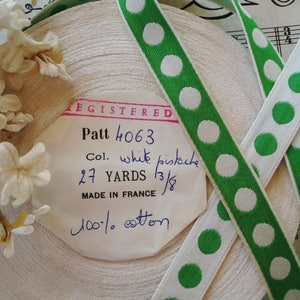 REGISTERED
Patt 4063
Col. white pistache
27 YARDS 3/8
MADE IN FRANCE
100% cotton